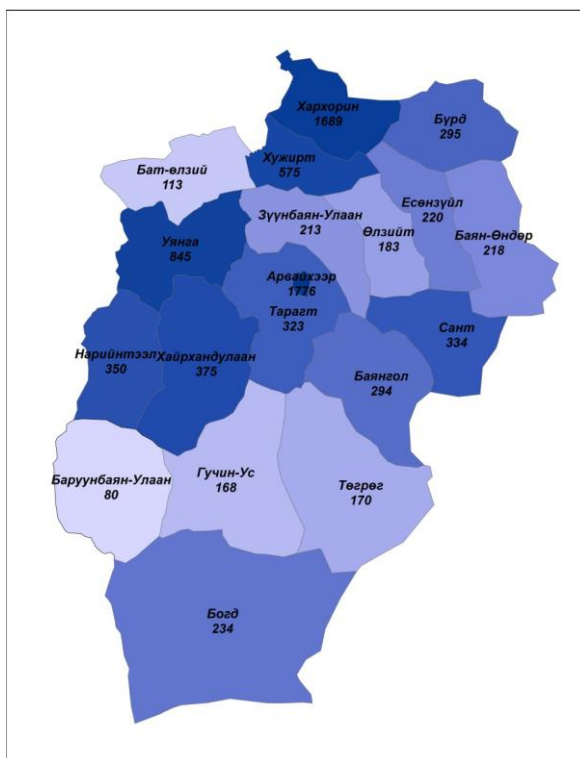 Хархорин
1689
Бүрд
295
Хужирт
575
Бат-өлзий
113
Есөнзүйл
220
Зүүнбаян-Улаан
213
Өлзийт
183
Баян-Өндөр
218
Уянга
845
Арвайхээр
1776
Тарагт
323
Сант
334
Нарийнтээл
350
Хайрхандулаан
375
Баянгол
294
Баруунбаян-Улаан
80
Гучин-Ус
168
Төгрөг
170
Богд
234